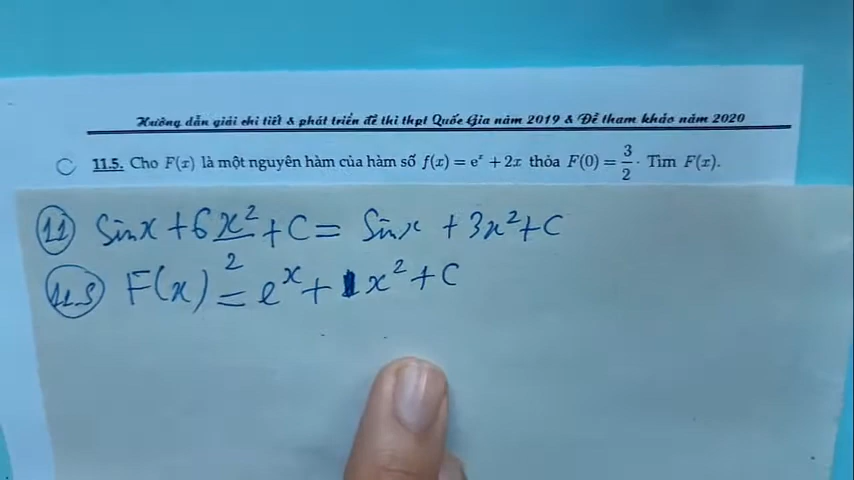 Hướng dẫn giải chi tiết & phát triển đề thi thpt Quốc Gia năm 2019 & Đề tham khảo năm 2020
11.5. Cho F(x) là một nguyên hàm của hàm số f(x) = eˣ + 2x thỏa F(0) = 3/2. Tìm F(x).
11 Sinx + 6 x²/2 + C = Sinx + 3x² + C
11.5 F(x) = eˣ + 1x² + C